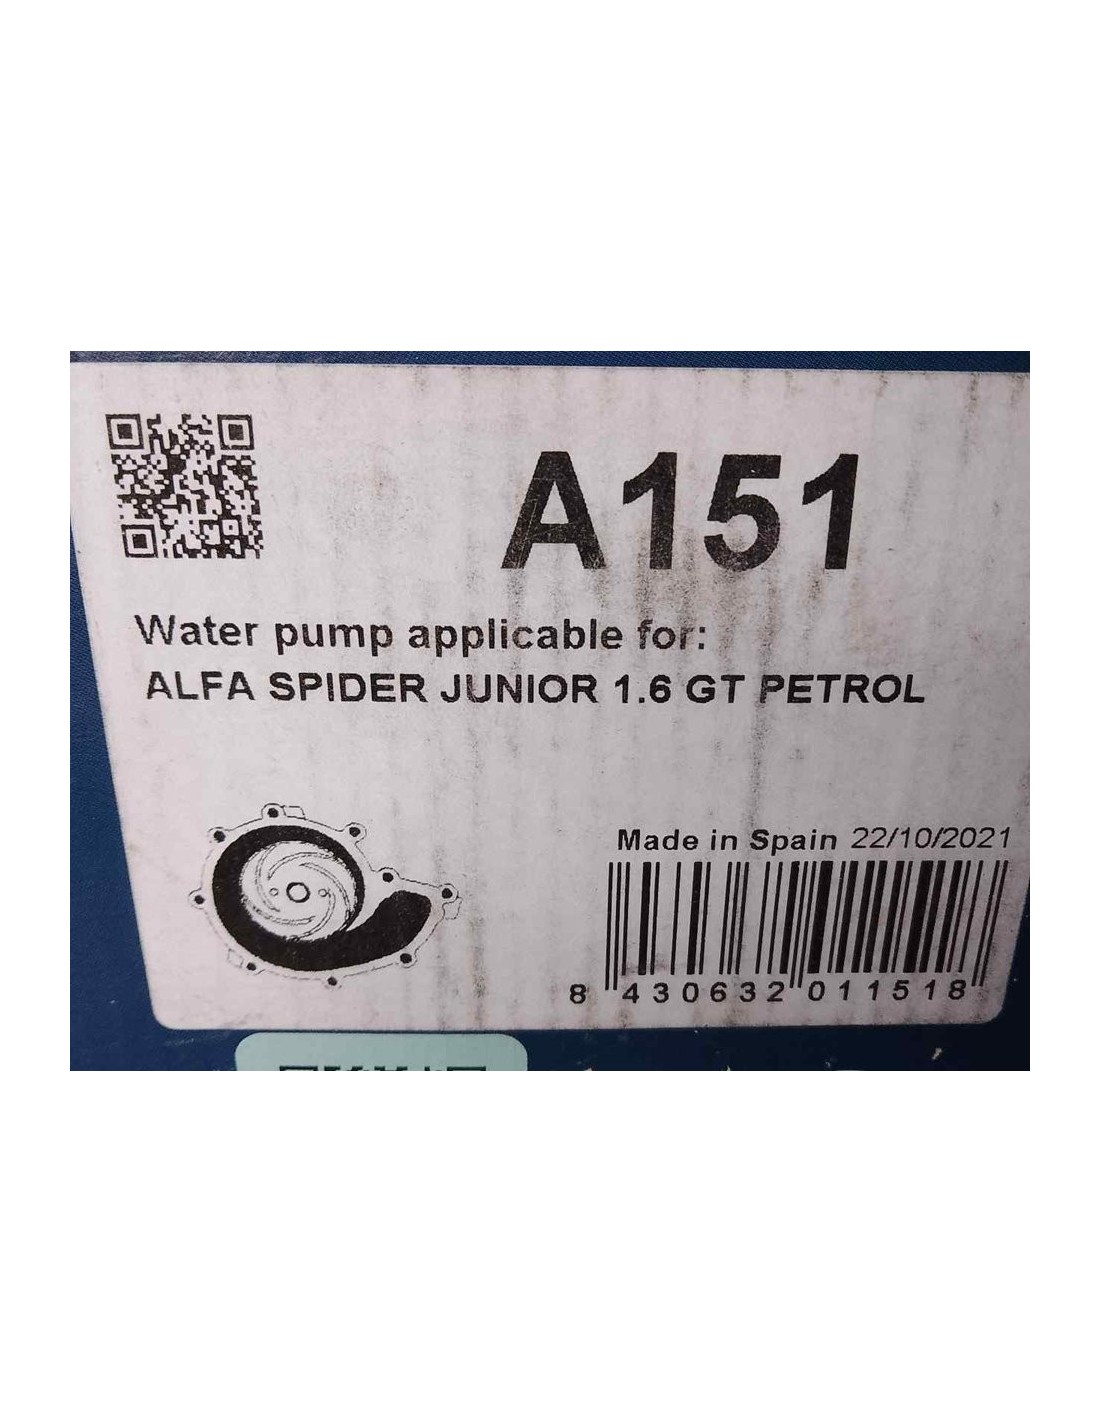 A151
Water pump applicable for:
ALFA SPIDER JUNIOR 1.6 GT PETROL
Made in Spain 22/10/2021
8 430632 011518